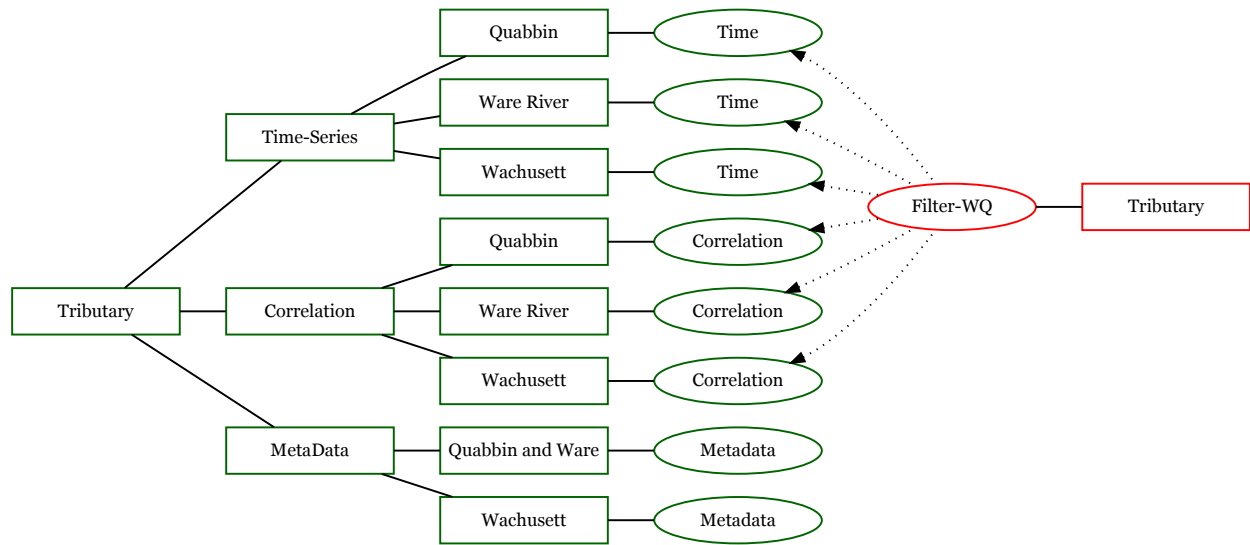 Quabbin
Time
Ware River
Time
Time-Series
Wachusett
Time
Filter-WQ
Tributary
Quabbin
Correlation
Tributary
Correlation
Ware River
Correlation
Wachusett
Correlation
MetaData
Quabbin and Ware
Metadata
Wachusett
Metadata